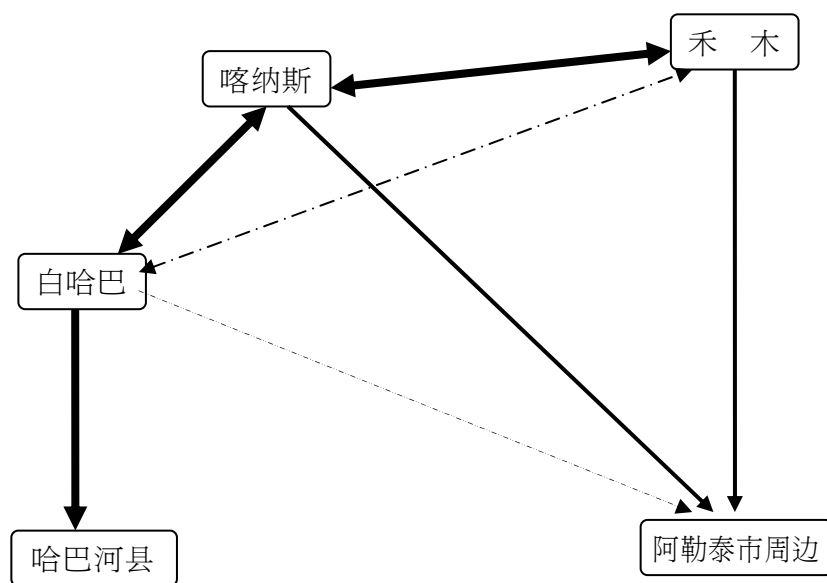 禾　木
喀纳斯
白哈巴
哈巴河县
阿勒泰市周边